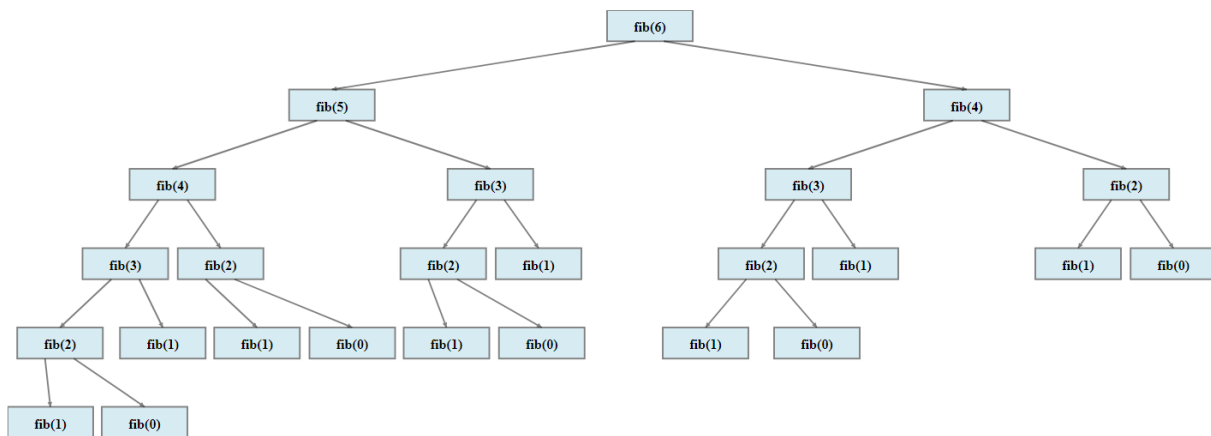 fib(6)
fib(5) fib(4)
fib(4) fib(3) fib(3) fib(2)
fib(3) fib(2) fib(2) fib(1) fib(2) fib(1) fib(1) fib(0)
fib(2) fib(1) fib(1) fib(0) fib(1) fib(0) fib(1) fib(0)
fib(1) fib(0)